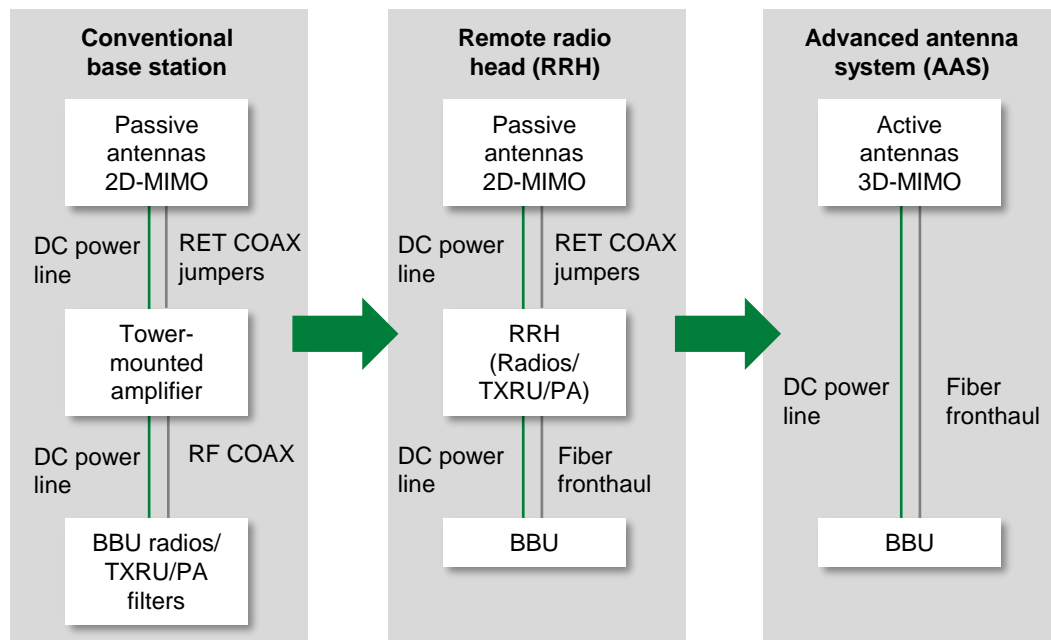 Conventional
base station
Passive
antennas
2D-MIMO
DC power
line
RET COAX
jumpers
Tower-
mounted
amplifier
DC power
line
RF COAX
BBU radios/
TXRU/PA
filters
Remote radio
head (RRH)
Passive
antennas
2D-MIMO
DC power
line
RET COAX
jumpers
RRH
(Radios/
TXRU/PA)
DC power
line
Fiber
fronthaul
BBU
Advanced antenna
system (AAS)
Active
antennas
3D-MIMO
DC power
line
Fiber
fronthaul
BBU